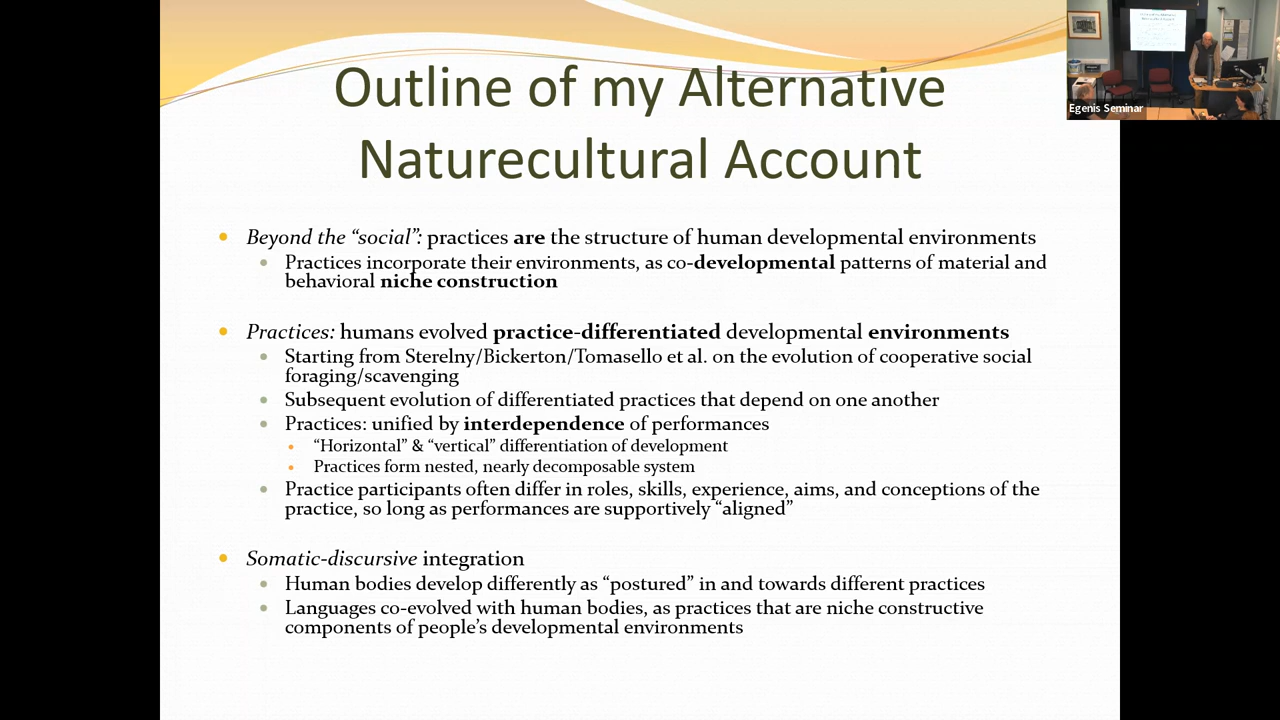 Outline of my Alternative
Naturecultural Account
Egenis Seminar
Beyond the “social”: practices are the structure of human developmental environments
Practices incorporate their environments, as co-developmental patterns of material and
behavioral niche construction
Practices: humans evolved practice-differentiated developmental environments
Starting from Sterelny/Bickerton/Tomasello et al. on the evolution of cooperative social
foraging/scavenging
Subsequent evolution of differentiated practices that depend on one another
Practices: unified by interdependence of performances
“Horizontal” & “vertical” differentiation of development
Practices form nested, nearly decomposable system
Practice participants often differ in roles, skills, experience, aims, and conceptions of the
practice, so long as performances are supportively “aligned”
Somatic-discursive integration
Human bodies develop differently as “postured” in and towards different practices
Languages co-evolved with human bodies, as practices that are niche constructive
components of people’s developmental environments